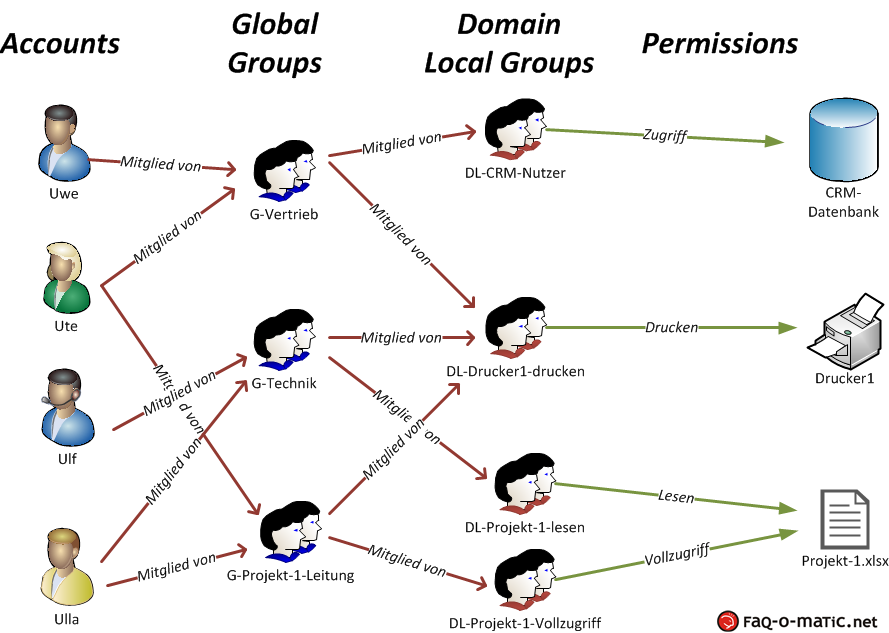 Accounts
Global
Groups
Domain
Local Groups
Permissions
Uwe
Mitglied von
G-Vertrieb
Mitglied von
DL-CRM-Nutzer
Zugriff
CRM-
Datenbank
Ute
Mitglied von
Mitglied von
Mitglied von
DL-Drucker1-drucken
Drucken
Drucker1
Ulf
Mitglied von
G-Technik
Mitglied von
Mitglied von
DL-Projekt-1-lesen
Lesen
Projekt-1.xlsx
Ulla
Mitglied von
Mitglied von
G-Projekt-1-Leitung
Mitglied von
Mitglied von
DL-Projekt-1-Vollzugriff
Vollzugriff
FAQ-o-MATiC.net